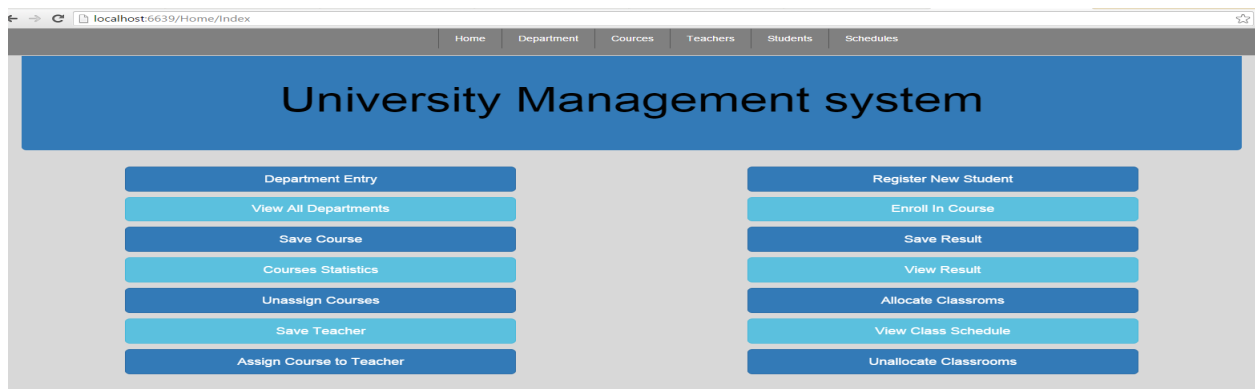 localhost:6639/Home/Index
Home Department Cources Teachers Students Schedules
University Management system
Department Entry
View All Departments
Save Course
Courses Statistics
Unassign Courses
Save Teacher
Assign Course to Teacher
Register New Student
Enroll In Course
Save Result
View Result
Allocate Classroms
View Class Schedule
Unallocate Classrooms